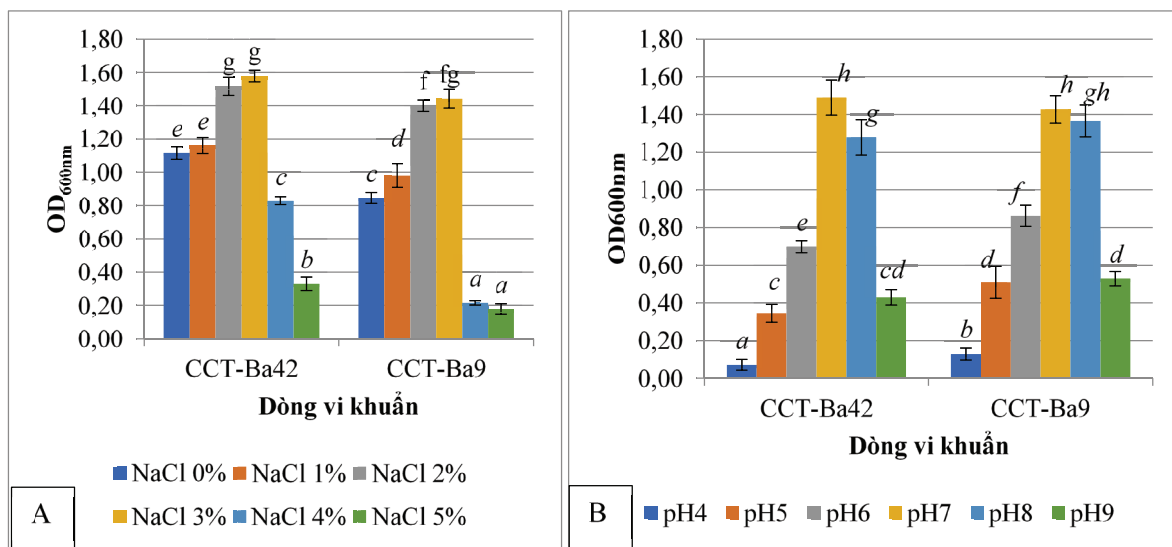 1,80
1,60
1,40
1,20
1,00
0,80
0,60
0,40
0,20
0,00
OD600nm
e e g g c b
c d f fg a a
CCT-Ba42 CCT-Ba9
Dòng vi khuẩn
NaCl 0% NaCl 1% NaCl 2%
NaCl 3% NaCl 4% NaCl 5%
A
1,80
1,60
1,40
1,20
1,00
0,80
0,60
0,40
0,20
0,00
OD600nm
a c e h g cd
b d f h gh d
CCT-Ba42 CCT-Ba9
Dòng vi khuẩn
pH4 pH5 pH6 pH7 pH8 pH9
B